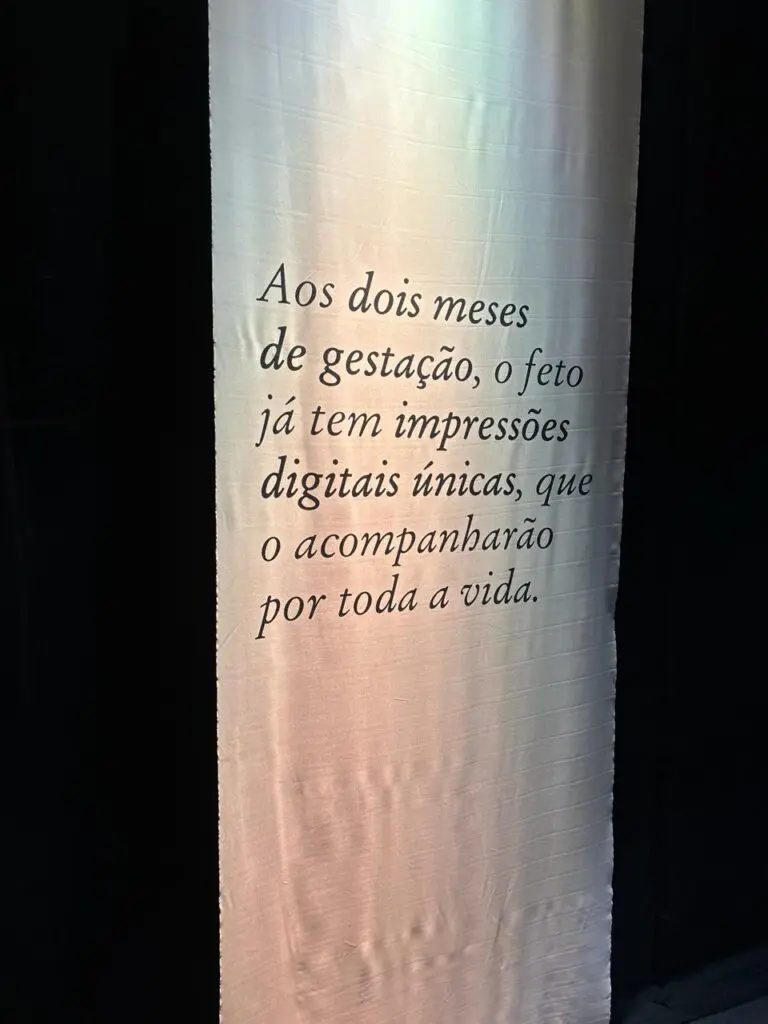 Aos dois meses
de gestação, o feto
já tem impressões
digitais únicas, que
o acompanharão
por toda a vida.